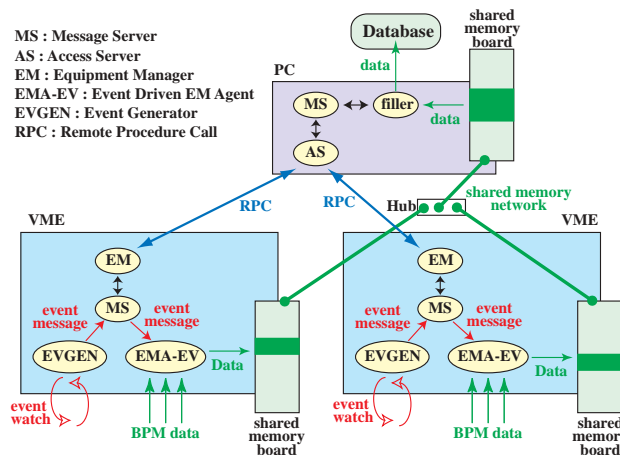 MS : Message Server
AS : Access Server
EM : Equipment Manager
EMA-EV : Event Driven EM Agent
EVGEN : Event Generator
RPC : Remote Procedure Call
Database
shared
memory
board
data
PC
MS
filler
data
AS
RPC
RPC
Hub
shared memory
network
VME
VME
EM
MS
event
message
event
message
EVGEN
EMA-EV
Data
event
watch
BPM data
shared
memory
board
EM
MS
event
message
event
message
EVGEN
EMA-EV
Data
event
watch
BPM data
shared
memory
board